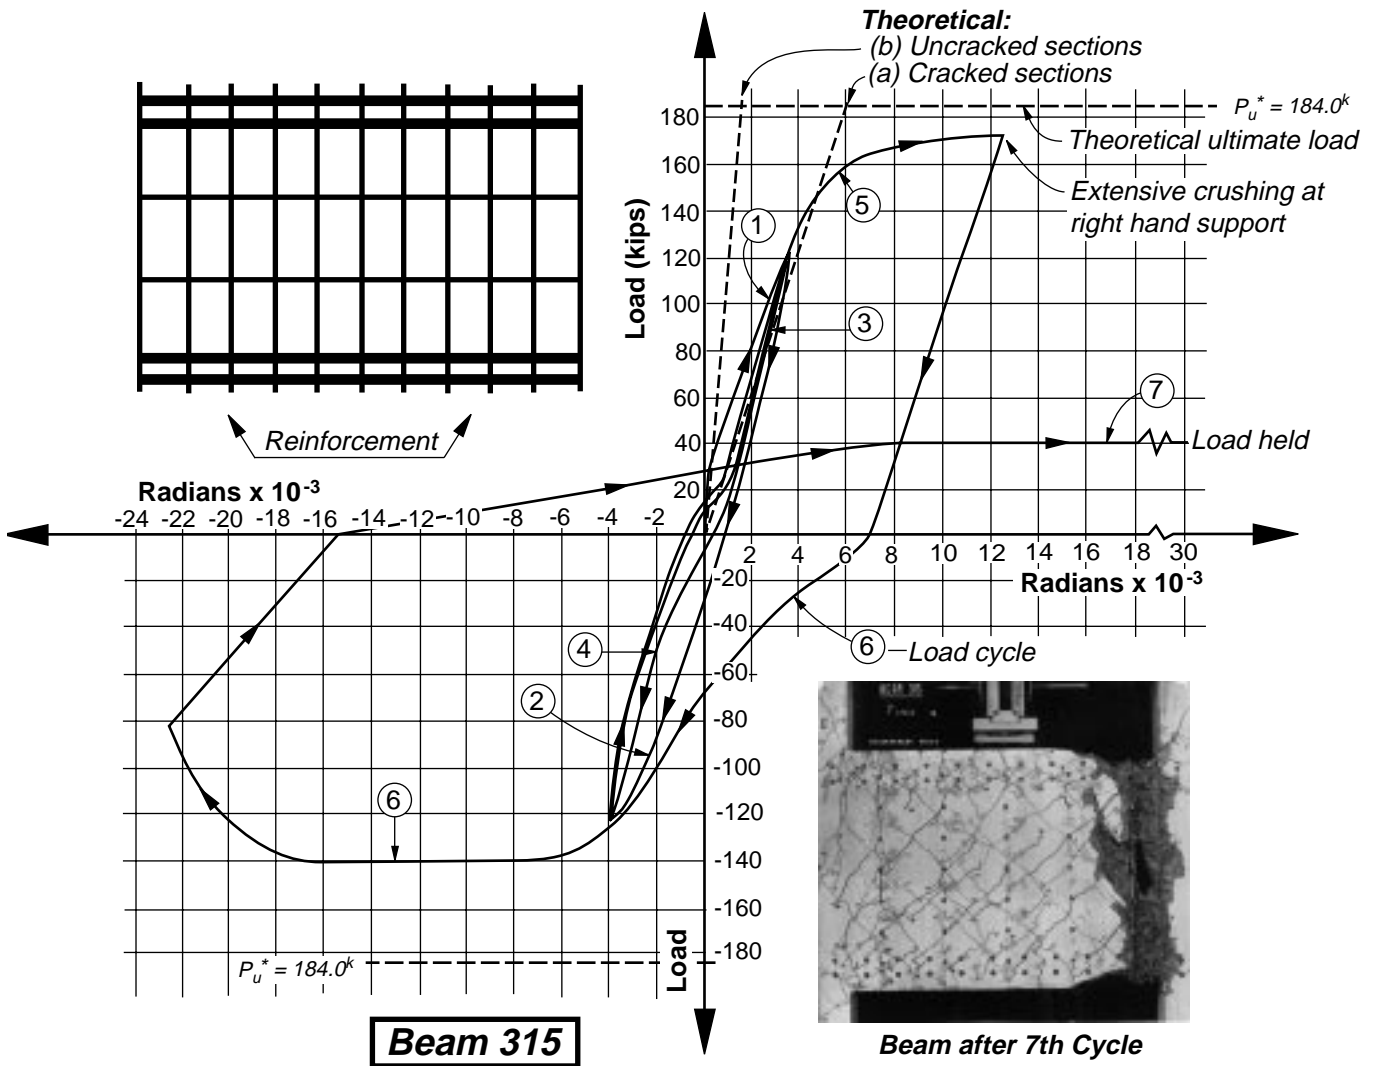 Theoretical:
(b) Uncracked sections
(a) Cracked sections
P_u* = 184.0^k
Theoretical ultimate load
Extensive crushing at
right hand support
Load (kips)
180
160
140
120
100
80
60
40
20
1
5
3
7
Load held
Reinforcement
Radians x 10^-3
-24 -22 -20 -18 -16 -14 -12 -10 -8 -6 -4 -2
2 4 6 8 10 12 14 16 18 30
Radians x 10^-3
-20
-40
-60
-80
-100
-120
-140
-160
-180
4
2
6
6
Load cycle
Load
P_u* = 184.0^k
Beam 315
Beam after 7th Cycle